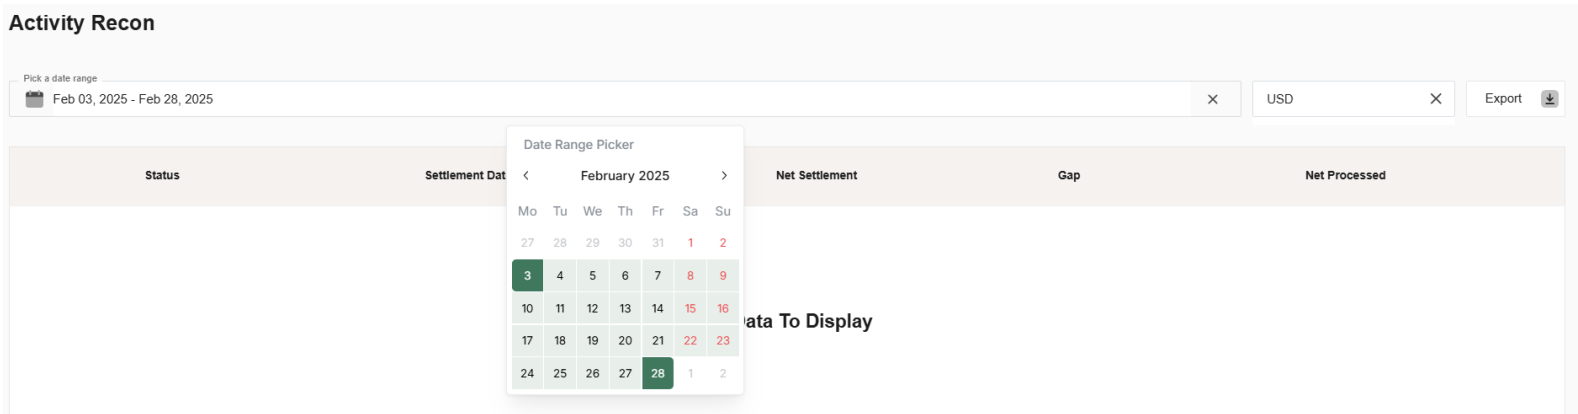 Activity Recon
Pick a date range
Feb 03, 2025 - Feb 28, 2025
USD
Export
Date Range Picker
February 2025
Status Settlement Dat Net Settlement Gap Net Processed
Mo Tu We Th Fr Sa Su
27 28 29 30 31 1 2
3 4 5 6 7 8 9
10 11 12 13 14 15 16
ata To Display
17 18 19 20 21 22 23
24 25 26 27 28 1 2